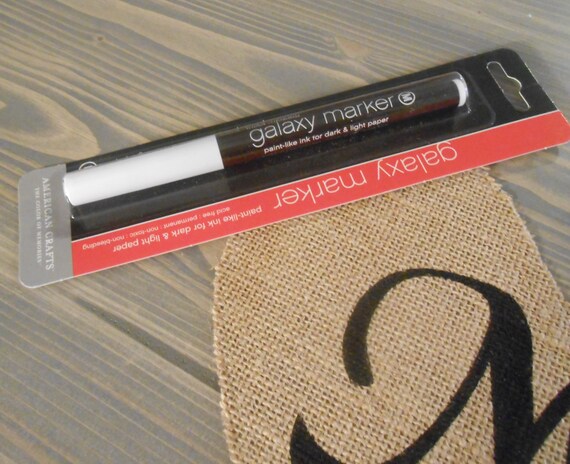 galaxy marker M
paint-like ink for dark & light paper
galaxy marker
paint-like ink for dark & light paper
acid free : permanent : non-toxic : non-bleeding
AMERICAN CRAFTS